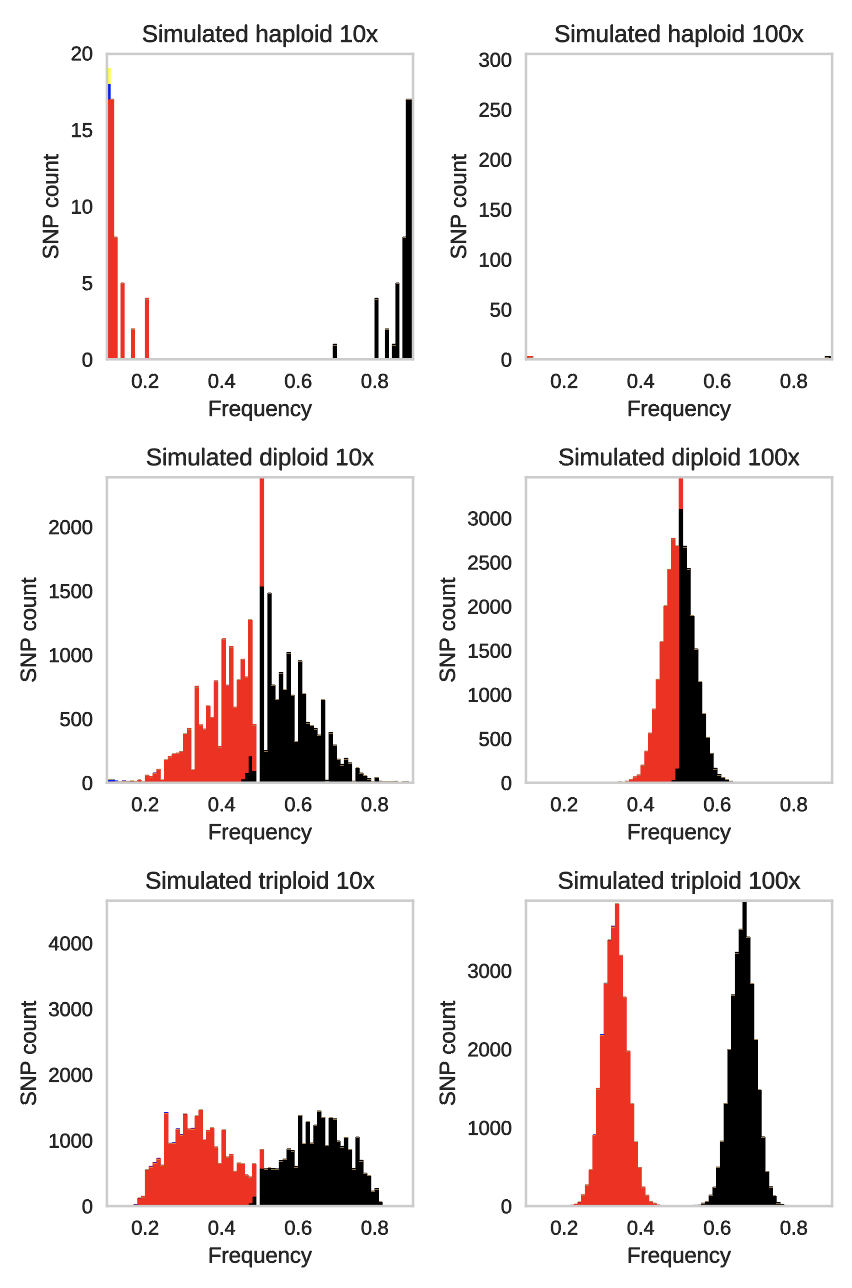 Simulated haploid 10x
20
15
10
5
0
SNP count
0.2 0.4 0.6 0.8
Frequency
Simulated haploid 100x
300
250
200
150
100
50
0
SNP count
0.2 0.4 0.6 0.8
Frequency
Simulated diploid 10x
2000
1500
1000
500
0
SNP count
0.2 0.4 0.6 0.8
Frequency
Simulated diploid 100x
3000
2500
2000
1500
1000
500
0
SNP count
0.2 0.4 0.6 0.8
Frequency
Simulated triploid 10x
4000
3000
2000
1000
0
SNP count
0.2 0.4 0.6 0.8
Frequency
Simulated triploid 100x
3000
2000
1000
0
SNP count
0.2 0.4 0.6 0.8
Frequency